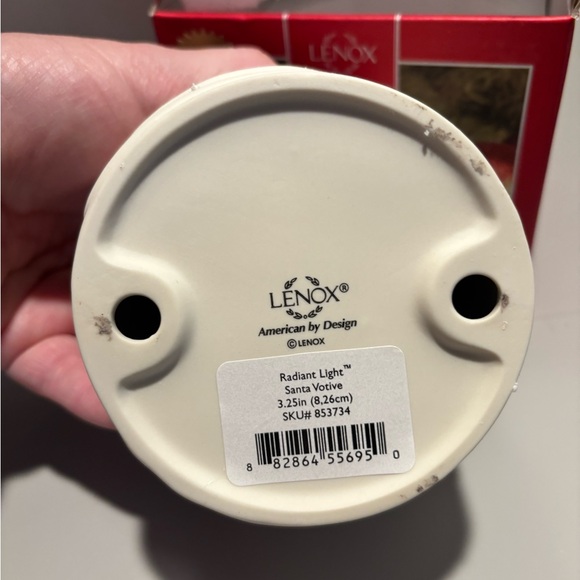 LENOX
LENOX®
American by Design
© LENOX
Radiant Light™
Santa Votive
3.25in (8,26cm)
SKU# 853734
8 82864 55695 0